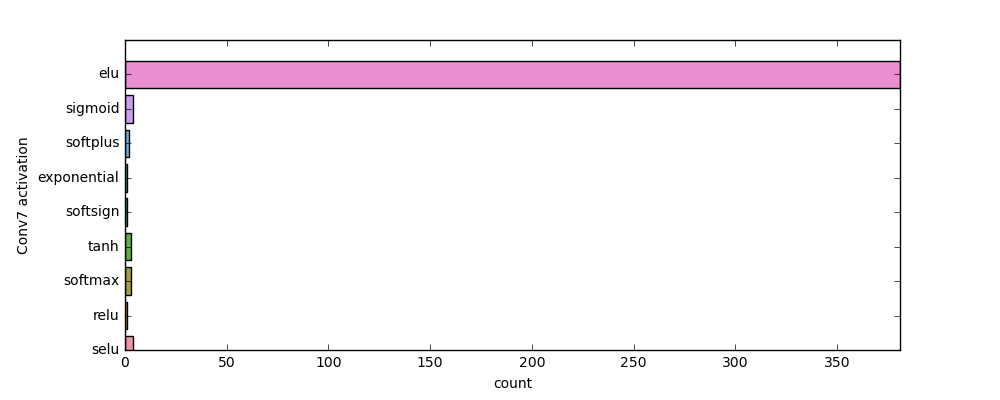 Conv7 activation
elu
sigmoid
softplus
exponential
softsign
tanh
softmax
relu
selu
0 50 100 150 200 250 300 350
count